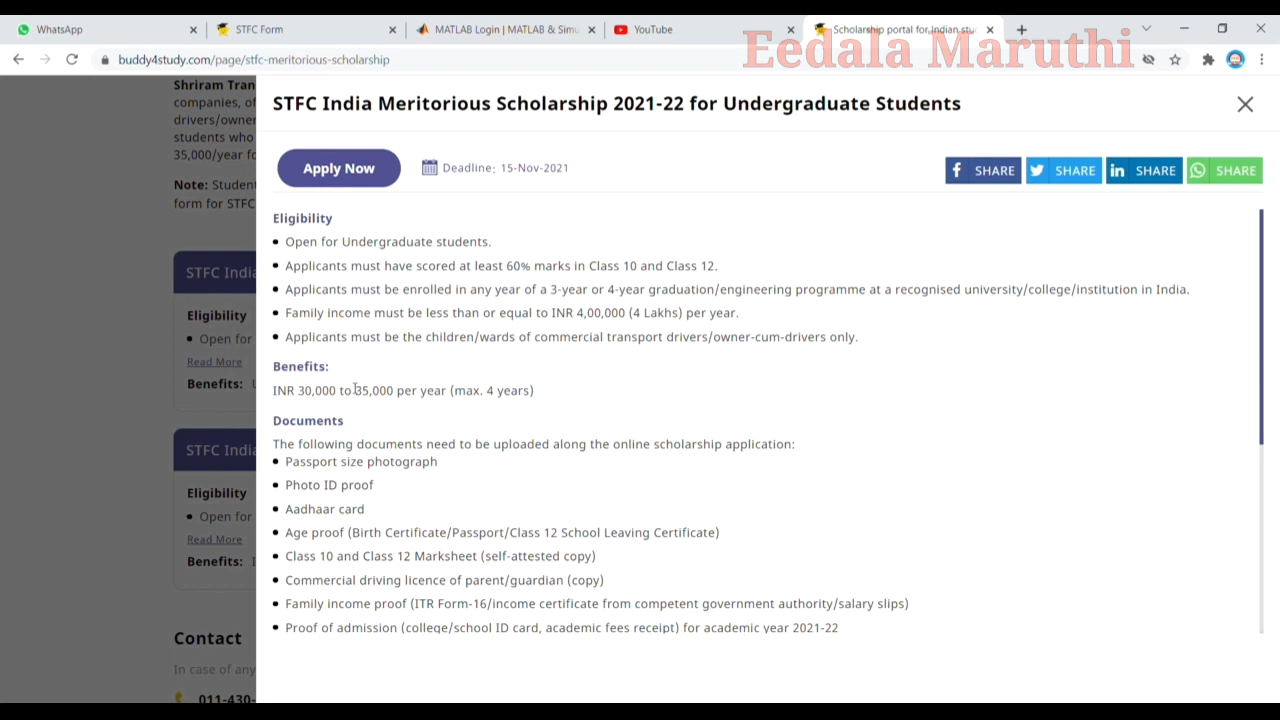 WhatsApp
STFC Form
MATLAB Login | MATLAB & Simu
YouTube
Scholarship portal for Indian stu
Eedala Maruthi
buddy4study.com/page/stfc-meritorious-scholarship
Shriram Tran
companies, of
drivers/owner
students who
35,000/year fo
Note: Student
form for STFC
STFC India
Eligibility
Open for
Read More
Benefits:
STFC India
Eligibility
Open for
Read More
Benefits:
Contact
In case of any
011-430-
STFC India Meritorious Scholarship 2021-22 for Undergraduate Students
Apply Now
Deadline: 15-Nov-2021
SHARE
SHARE
SHARE
SHARE
Eligibility
Open for Undergraduate students.
Applicants must have scored at least 60% marks in Class 10 and Class 12.
Applicants must be enrolled in any year of a 3-year or 4-year graduation/engineering programme at a recognised university/college/institution in India.
Family income must be less than or equal to INR 4,00,000 (4 Lakhs) per year.
Applicants must be the children/wards of commercial transport drivers/owner-cum-drivers only.
Benefits:
INR 30,000 to 35,000 per year (max. 4 years)
Documents
The following documents need to be uploaded along the online scholarship application:
Passport size photograph
Photo ID proof
Aadhaar card
Age proof (Birth Certificate/Passport/Class 12 School Leaving Certificate)
Class 10 and Class 12 Marksheet (self-attested copy)
Commercial driving licence of parent/guardian (copy)
Family income proof (ITR Form-16/income certificate from competent government authority/salary slips)
Proof of admission (college/school ID card, academic fees receipt) for academic year 2021-22